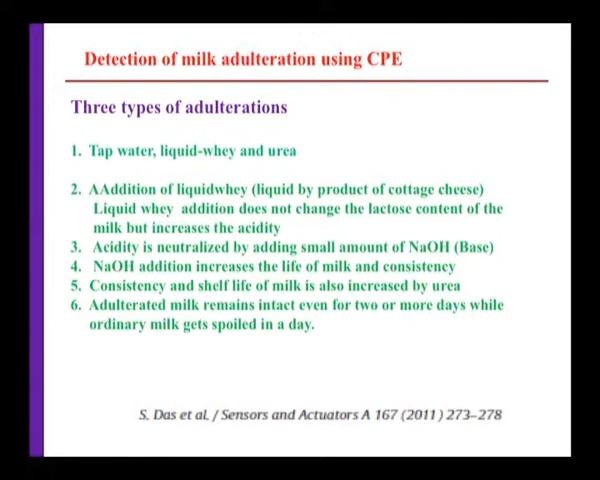 Detection of milk adulteration using CPE
Three types of adulterations
1. Tap water, liquid-whey and urea
2. AAddition of liquidwhey (liquid by product of cottage cheese)
Liquid whey addition does not change the lactose content of the
milk but increases the acidity
3. Acidity is neutralized by adding small amount of NaOH (Base)
4. NaOH addition increases the life of milk and consistency
5. Consistency and shelf life of milk is also increased by urea
6. Adulterated milk remains intact even for two or more days while
ordinary milk gets spoiled in a day.
S. Das et al. / Sensors and Actuators A 167 (2011) 273–278